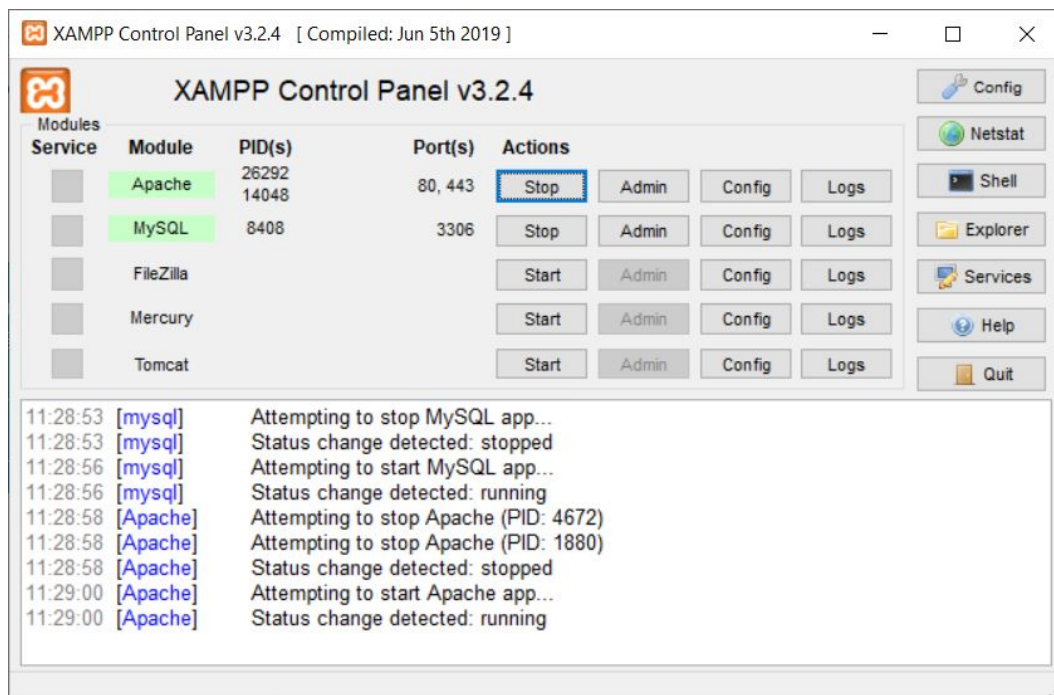 XAMPP Control Panel v3.2.4 [ Compiled: Jun 5th 2019 ]
XAMPP Control Panel v3.2.4
Config
Modules
Service Module PID(s) Port(s) Actions
Netstat
Apache 26292 14048 80, 443 Stop Admin Config Logs
Shell
MySQL 8408 3306 Stop Admin Config Logs
Explorer
FileZilla Start Admin Config Logs
Services
Mercury Start Admin Config Logs
Help
Tomcat Start Admin Config Logs
Quit
11:28:53 [mysql] Attempting to stop MySQL app...
11:28:53 [mysql] Status change detected: stopped
11:28:56 [mysql] Attempting to start MySQL app...
11:28:56 [mysql] Status change detected: running
11:28:58 [Apache] Attempting to stop Apache (PID: 4672)
11:28:58 [Apache] Attempting to stop Apache (PID: 1880)
11:28:58 [Apache] Status change detected: stopped
11:29:00 [Apache] Attempting to start Apache app...
11:29:00 [Apache] Status change detected: running